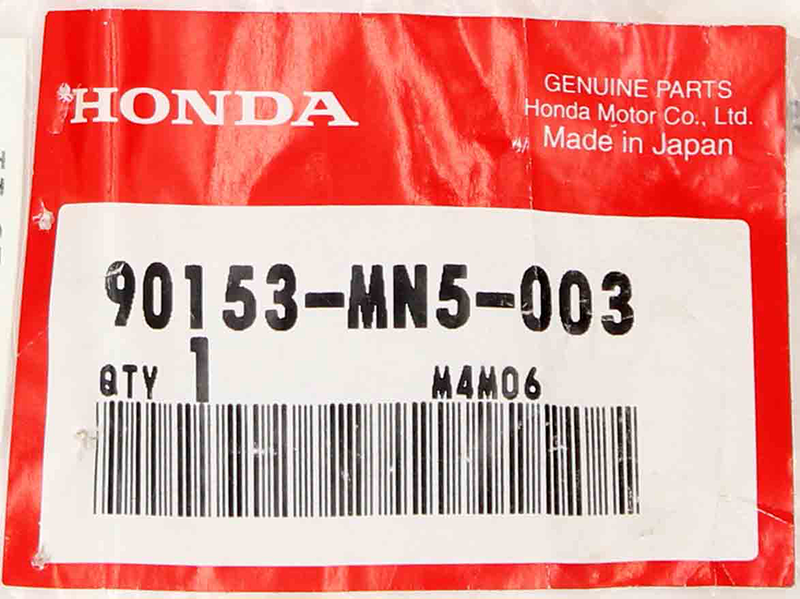 HONDA
GENUINE PARTS
Honda Motor Co., Ltd.
Made in Japan
90153-MN5-003
QTY 1
M4M06